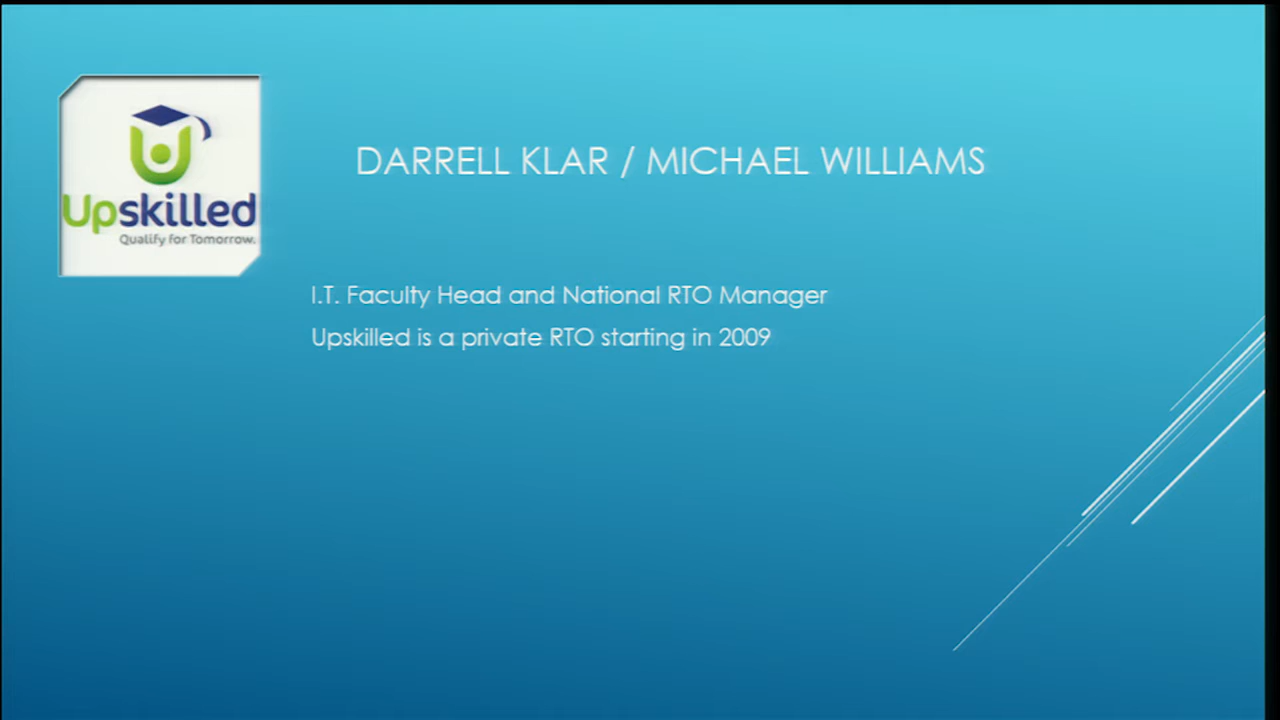 Upskilled
Qualify for Tomorrow.
DARRELL KLAR / MICHAEL WILLIAMS
I.T. Faculty Head and National RTO Manager
Upskilled is a private RTO starting in 2009